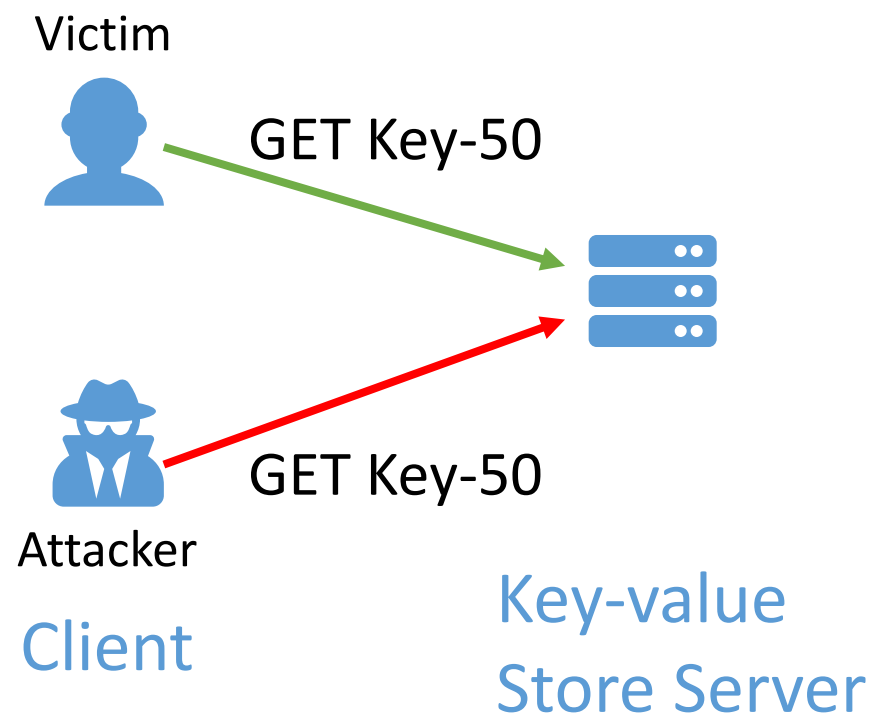 Victim
GET Key-50
GET Key-50
Attacker
Client
Key-value
Store Server